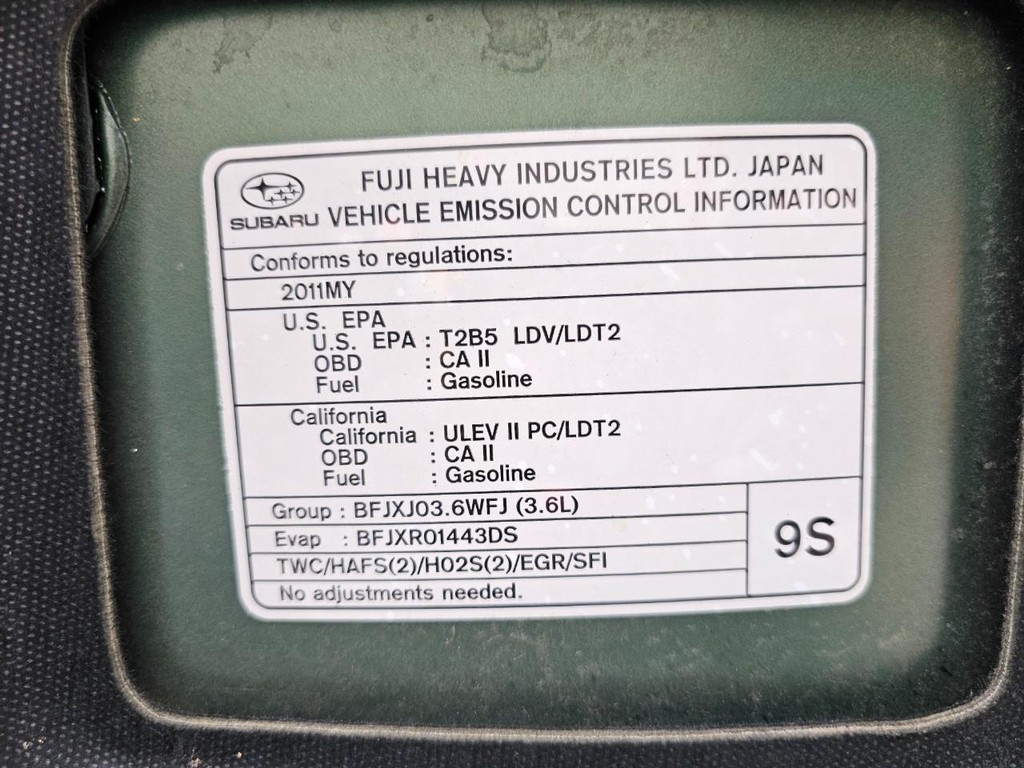 FUJI HEAVY INDUSTRIES LTD. JAPAN
SUBARU VEHICLE EMISSION CONTROL INFORMATION
Conforms to regulations:
2011MY
U.S. EPA
U.S. EPA : T2B5 LDV/LDT2
OBD : CA II
Fuel : Gasoline
California
California : ULEV II PC/LDT2
OBD : CA II
Fuel : Gasoline
Group : BFJXJ03.6WFJ (3.6L)
Evap : BFJXR01443DS
TWC/HAFS(2)/HO2S(2)/EGR/SFI
No adjustments needed.
9S